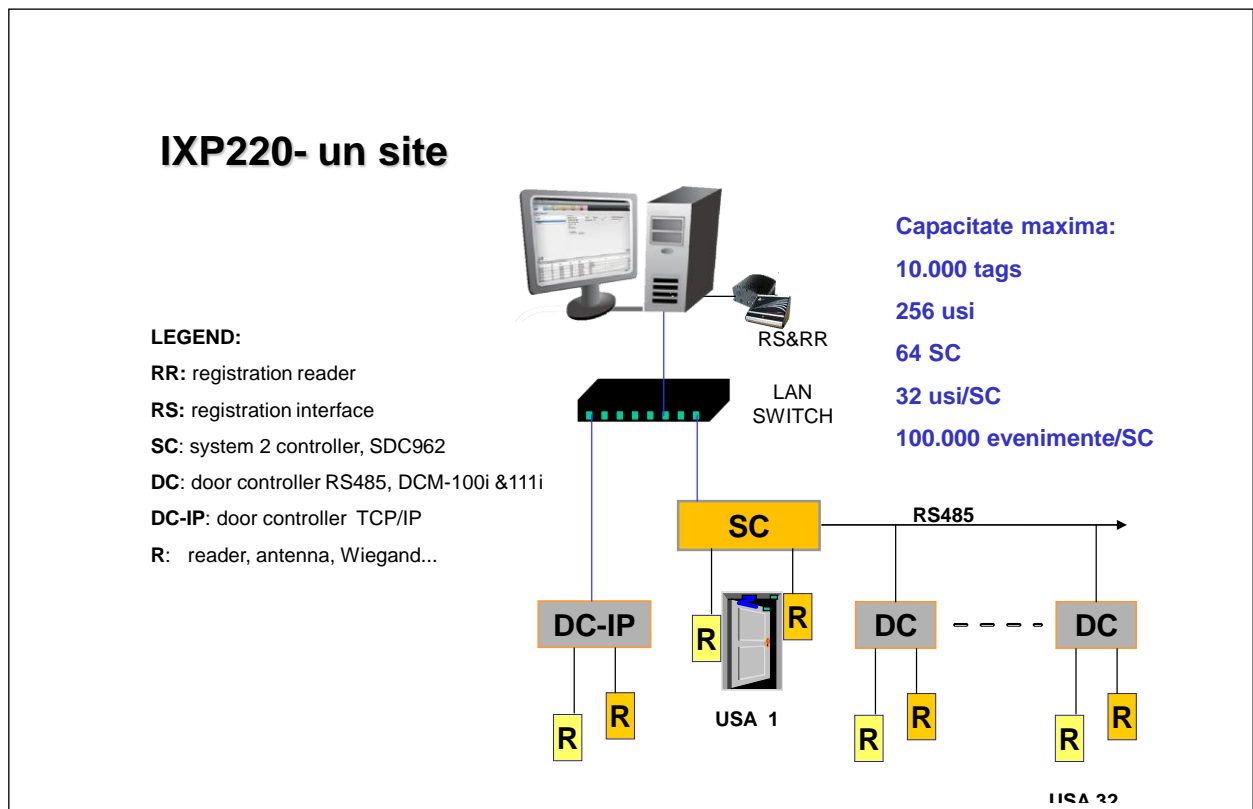 IXP220- un site
Capacitate maxima:
10.000 tags
256 usi
64 SC
32 usi/SC
100.000 evenimente/SC
RS&RR
LAN
SWITCH
LEGEND:
RR: registration reader
RS: registration interface
SC: system 2 controller, SDC962
DC: door controller RS485, DCM-100i &111i
DC-IP: door controller TCP/IP
R: reader, antenna, Wiegand...
SC
RS485
DC-IP
R
R
DC
DC
R
R
R
R
R
R
USA 1
USA 32